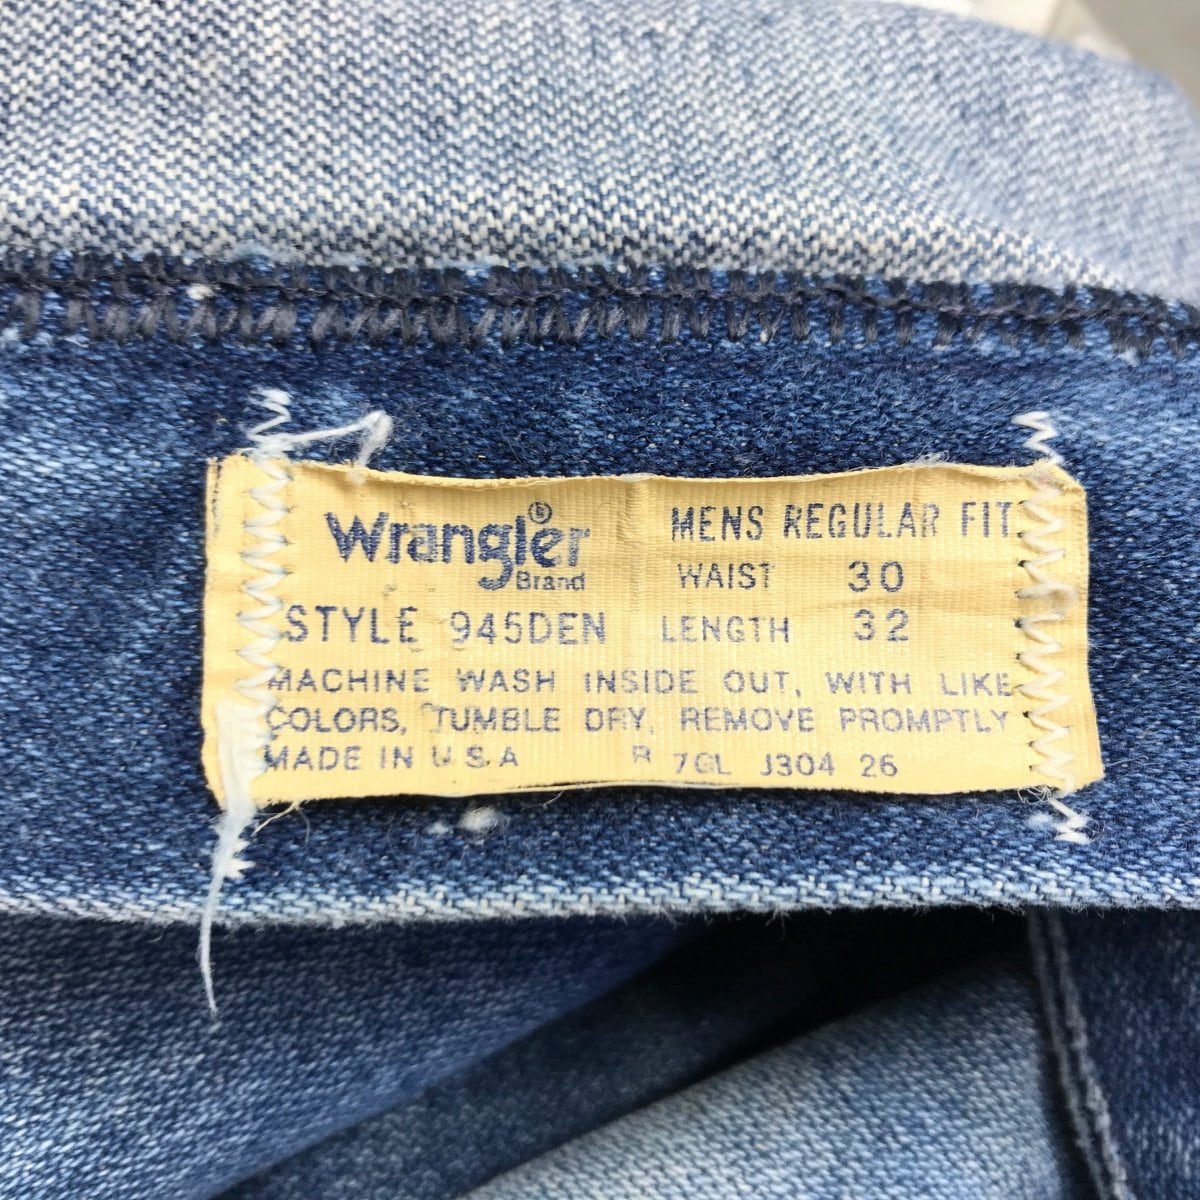 Wrangler ® MENS REGULAR FIT
Brand WAIST 30
STYLE 945DEN LENGTH 32
MACHINE WASH INSIDE OUT, WITH LIKE
COLORS, TUMBLE DRY, REMOVE PROMPTLY
MADE IN U.S.A 7GL J304 26